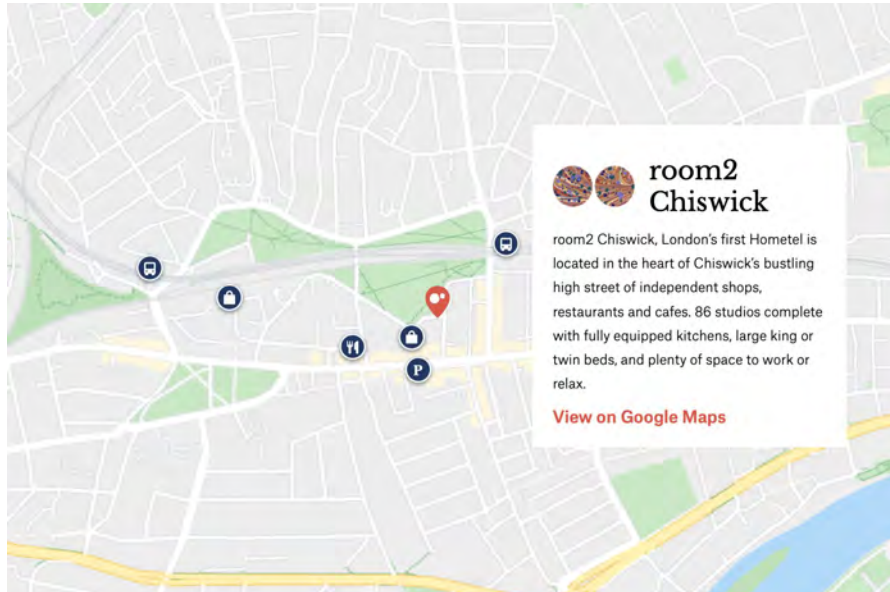 room2
Chiswick
room2 Chiswick, London's first Hometel is
located in the heart of Chiswick's bustling
high street of independent shops,
restaurants and cafes. 86 studios complete
with fully equipped kitchens, large king or
twin beds, and plenty of space to work or
relax.
P
View on Google Maps